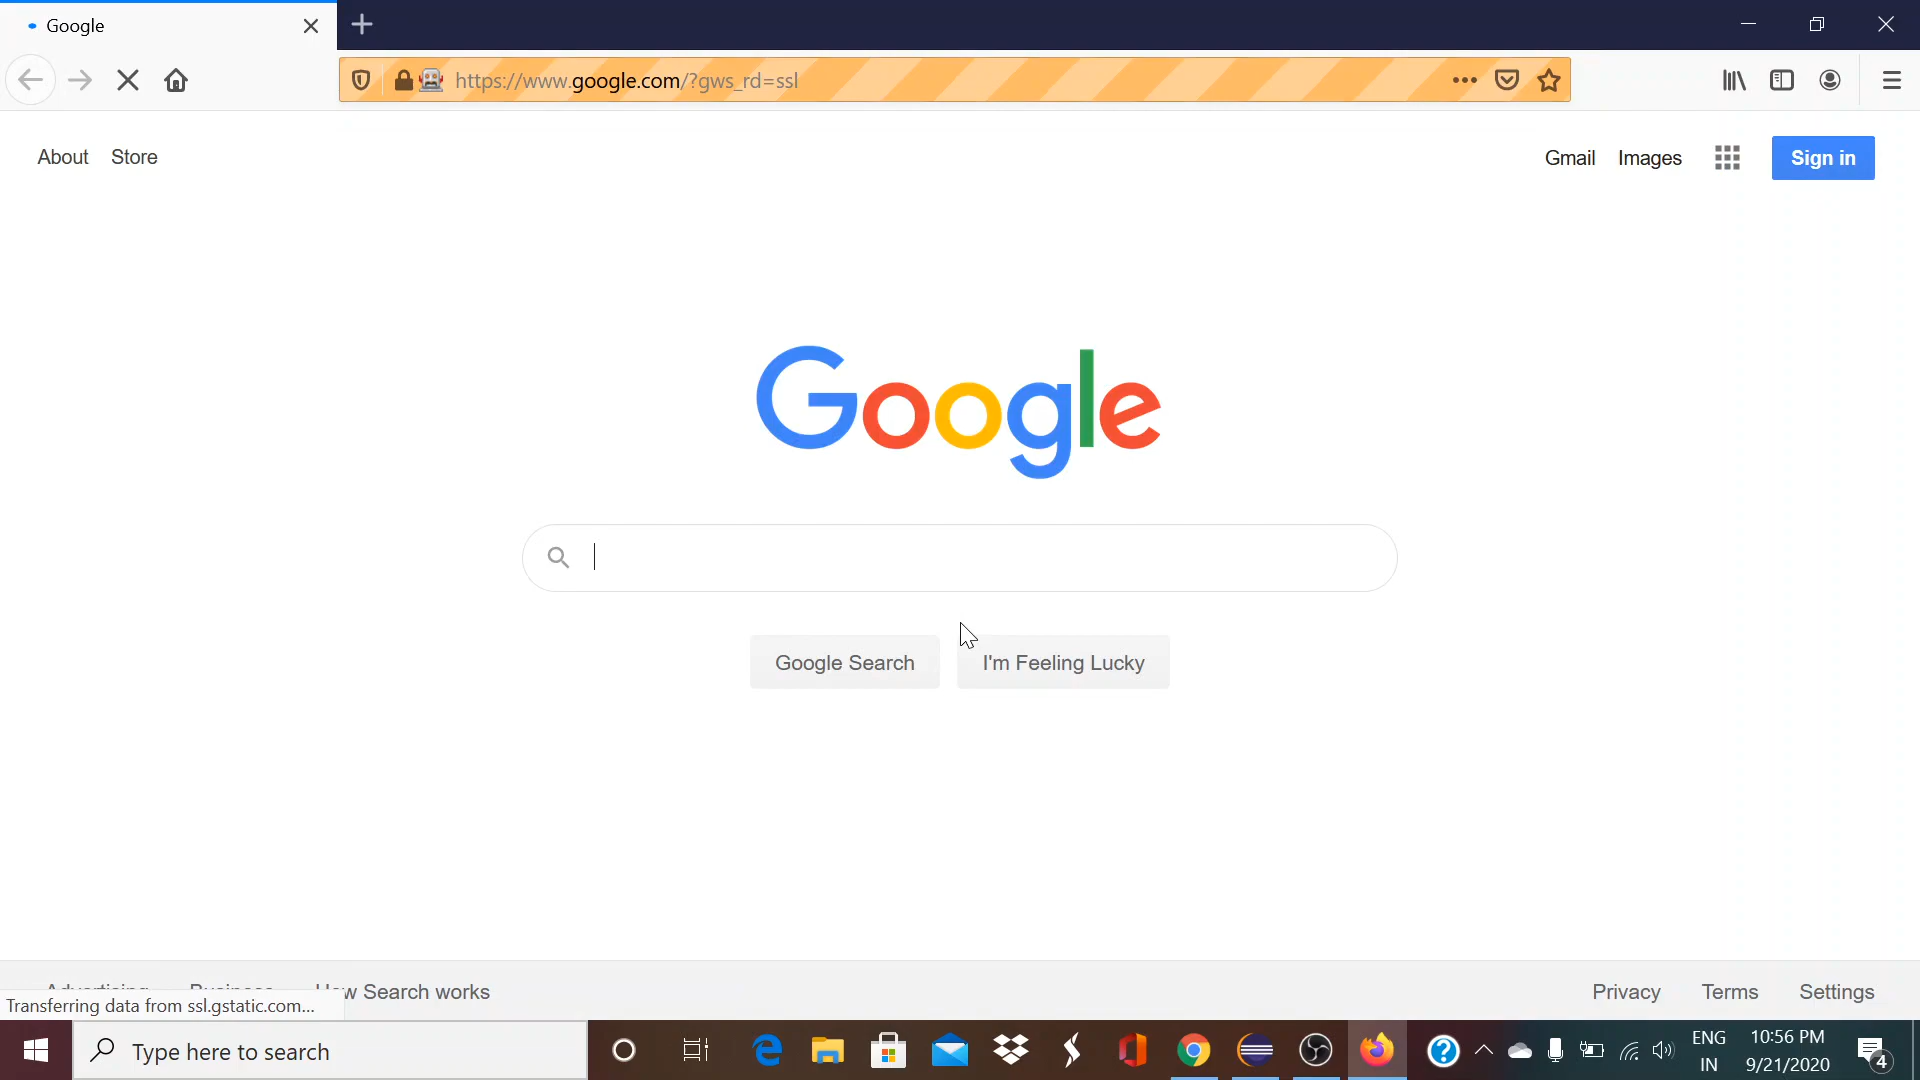 Google
https://www.google.com/?gws_rd=ssl
About Store
Gmail Images Sign in
Google
Google Search I'm Feeling Lucky
Search works
Privacy Terms Settings
Transferring data from ssl.gstatic.com...
Type here to search
ENG
IN
10:56 PM
9/21/2020
4